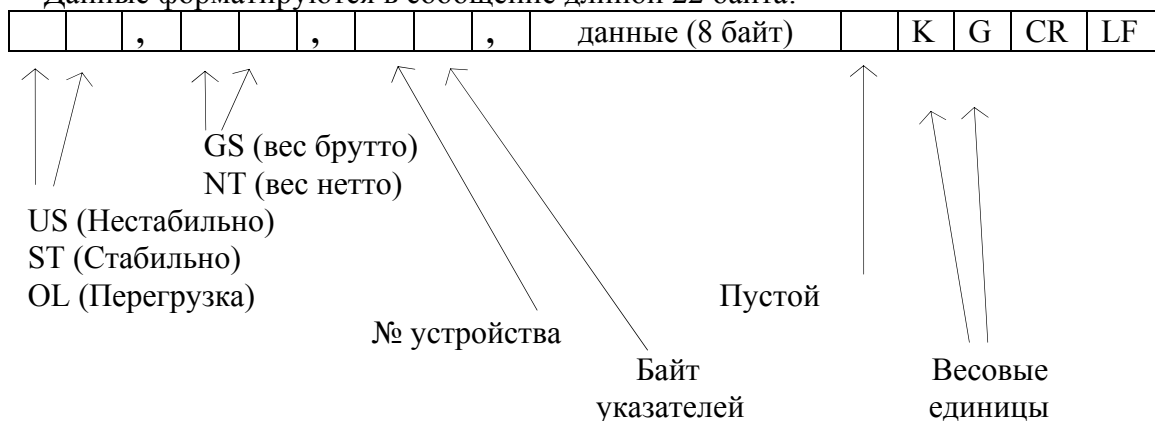 Данные форматируются в сообщение длиной 22 байта:
, , , данные (8 байт) K G CR LF
GS (вес брутто)
NT (вес нетто)
US (Нестабильно)
ST (Стабильно)
OL (Перегрузка)
Пустой
№ устройства
Байт
указателей
Весовые
единицы